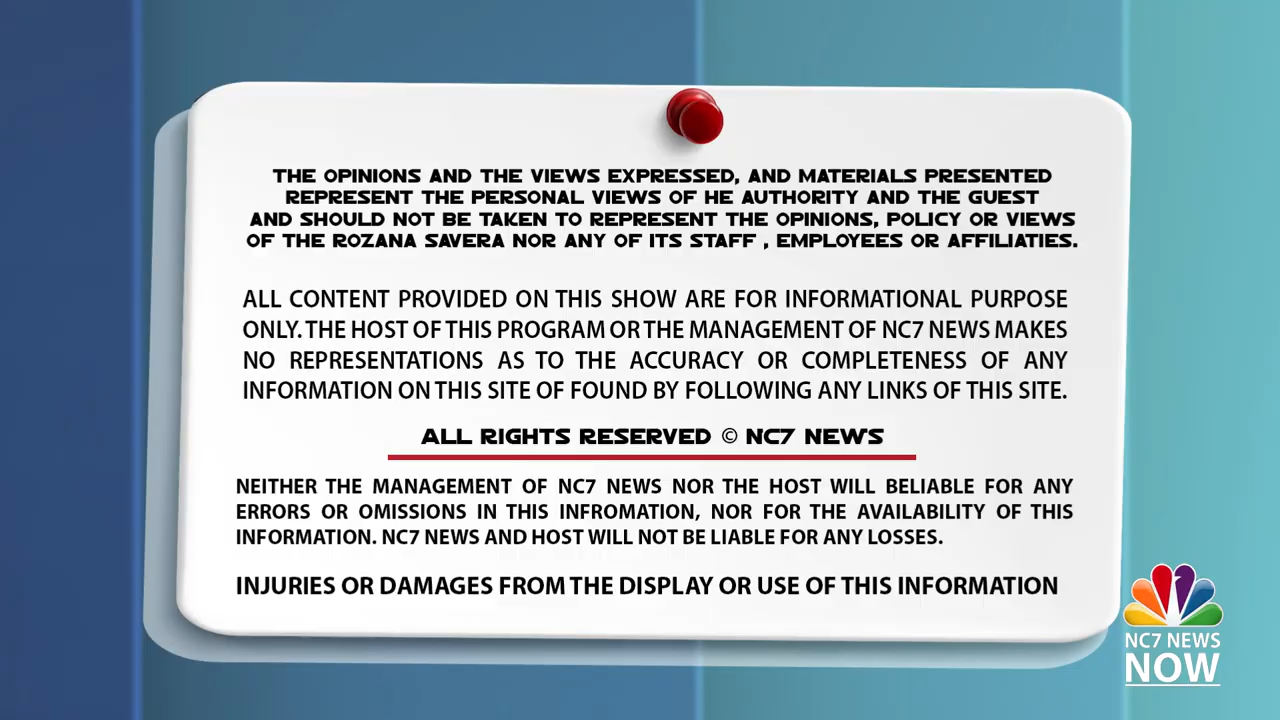 THE OPINIONS AND THE VIEWS EXPRESSED, AND MATERIALS PRESENTED
REPRESENT THE PERSONAL VIEWS OF HE AUTHORITY AND THE GUEST
AND SHOULD NOT BE TAKEN TO REPRESENT THE OPINIONS, POLICY OR VIEWS
OF THE ROZANA SAVERA NOR ANY OF ITS STAFF , EMPLOYEES OR AFFILIATIES.
ALL CONTENT PROVIDED ON THIS SHOW ARE FOR INFORMATIONAL PURPOSE
ONLY. THE HOST OF THIS PROGRAM OR THE MANAGEMENT OF NC7 NEWS MAKES
NO REPRESENTATIONS AS TO THE ACCURACY OR COMPLETENESS OF ANY
INFORMATION ON THIS SITE OF FOUND BY FOLLOWING ANY LINKS OF THIS SITE.
ALL RIGHTS RESERVED © NC7 NEWS
NEITHER THE MANAGEMENT OF NC7 NEWS NOR THE HOST WILL BELIABLE FOR ANY
ERRORS OR OMISSIONS IN THIS INFROMATION, NOR FOR THE AVAILABILITY OF THIS
INFORMATION. NC7 NEWS AND HOST WILL NOT BE LIABLE FOR ANY LOSSES.
INJURIES OR DAMAGES FROM THE DISPLAY OR USE OF THIS INFORMATION
NC7 NEWS
NOW